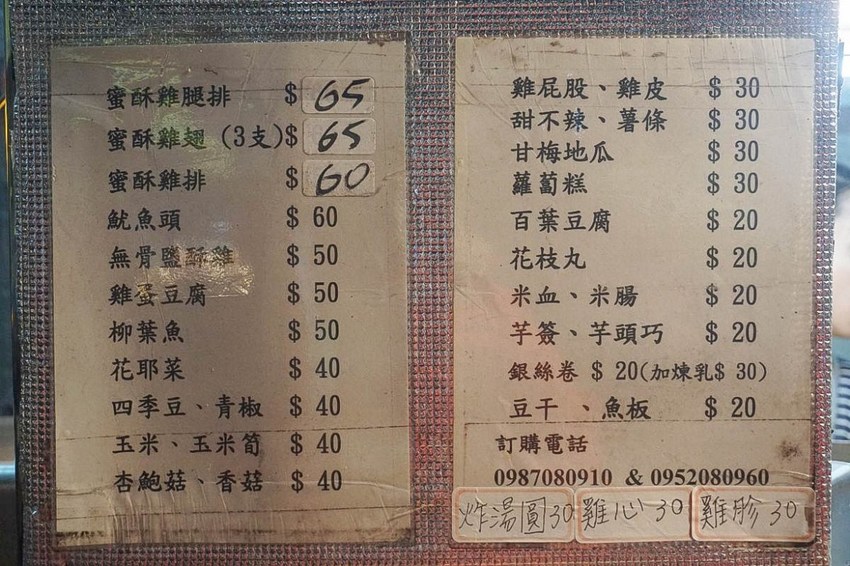 蜜酥雞腿排 $ 65
蜜酥雞翅 (3支)$ 65
蜜酥雞排 $ 60
魷魚頭 $ 60
無骨鹽酥雞 $ 50
雞蛋豆腐 $ 50
柳葉魚 $ 50
花耶菜 $ 40
四季豆、青椒 $ 40
玉米、玉米筍 $ 40
杏鮑菇、香菇 $ 40
雞屁股、雞皮 $ 30
甜不辣、薯條 $ 30
甘梅地瓜 $ 30
蘿蔔糕 $ 30
百葉豆腐 $ 20
花枝丸 $ 20
米血、米腸 $ 20
芋簽、芋頭巧 $ 20
銀絲卷 $ 20(加煉乳$ 30)
豆干 、魚板 $ 20
訂購電話
0987080910 & 0952080960
炸湯圓30 雞心 30 雞胗 30